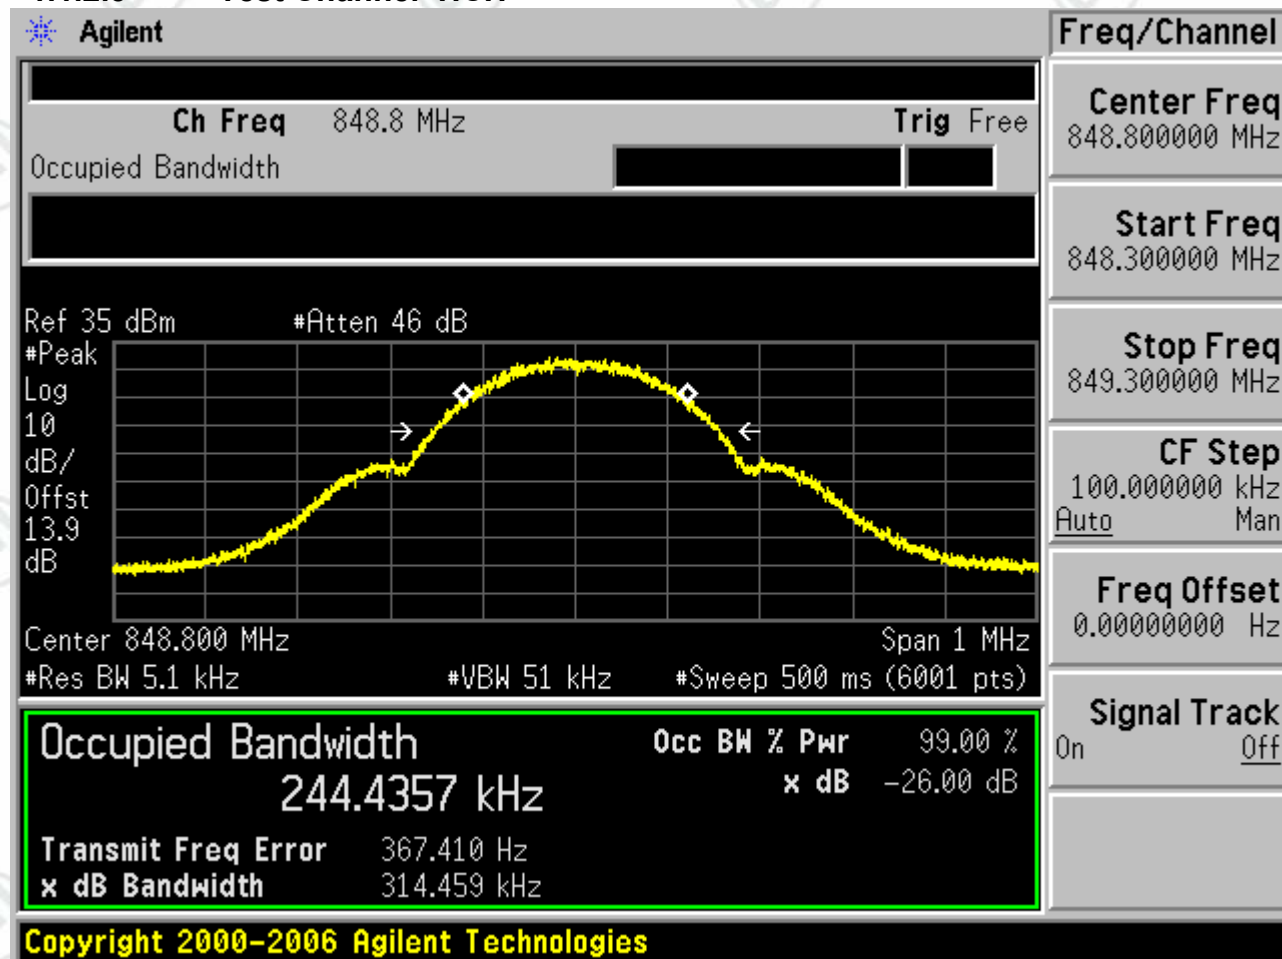 Agilent
Freq/Channel
Ch Freq 848.8 MHz Trig Free
Occupied Bandwidth
Center Freq
848.800000 MHz
Start Freq
848.300000 MHz
Stop Freq
849.300000 MHz
CF Step
100.000000 kHz
Auto Man
Freq Offset
0.00000000 Hz
Signal Track
On Off
Ref 35 dBm #Atten 46 dB
#Peak
Log
10
dB/
Offst
13.9
dB
Center 848.800 MHz Span 1 MHz
#Res BW 5.1 kHz #VBW 51 kHz #Sweep 500 ms (6001 pts)
Occupied Bandwidth
244.4357 kHz
Occ BW % Pwr 99.00 %
x dB -26.00 dB
Transmit Freq Error 367.410 Hz
x dB Bandwidth 314.459 kHz
Copyright 2000-2006 Agilent Technologies